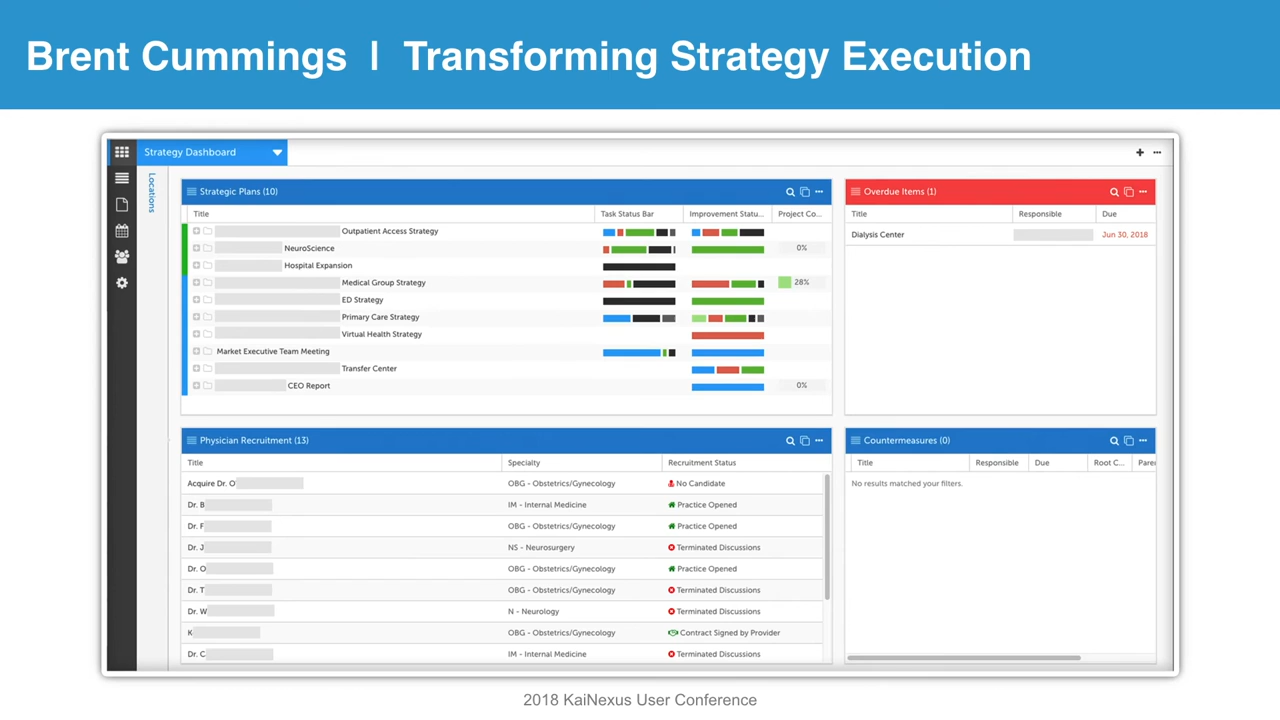 Brent Cummings | Transforming Strategy Execution
Strategy Dashboard
Locations
Strategic Plans (10)
Title Task Status Bar Improvement Statu... Project Co...
Outpatient Access Strategy
NeuroScience 0%
Hospital Expansion
Medical Group Strategy 28%
ED Strategy
Primary Care Strategy
Virtual Health Strategy
Market Executive Team Meeting
Transfer Center
CEO Report 0%
Overdue Items (1)
Title Responsible Due
Dialysis Center Jun 30, 2018
Physician Recruitment (13)
Title Specialty Recruitment Status
Acquire Dr. O OBG - Obstetrics/Gynecology No Candidate
Dr. B IM - Internal Medicine Practice Opened
Dr. F OBG - Obstetrics/Gynecology Practice Opened
Dr. J NS - Neurosurgery Terminated Discussions
Dr. O OBG - Obstetrics/Gynecology Practice Opened
Dr. T OBG - Obstetrics/Gynecology Terminated Discussions
Dr. W N - Neurology Terminated Discussions
K OBG - Obstetrics/Gynecology Contract Signed by Provider
Dr. C IM - Internal Medicine Terminated Discussions
Countermeasures (0)
Title Responsible Due Root C... Paren
No results matched your filters.
2018 KaiNexus User Conference